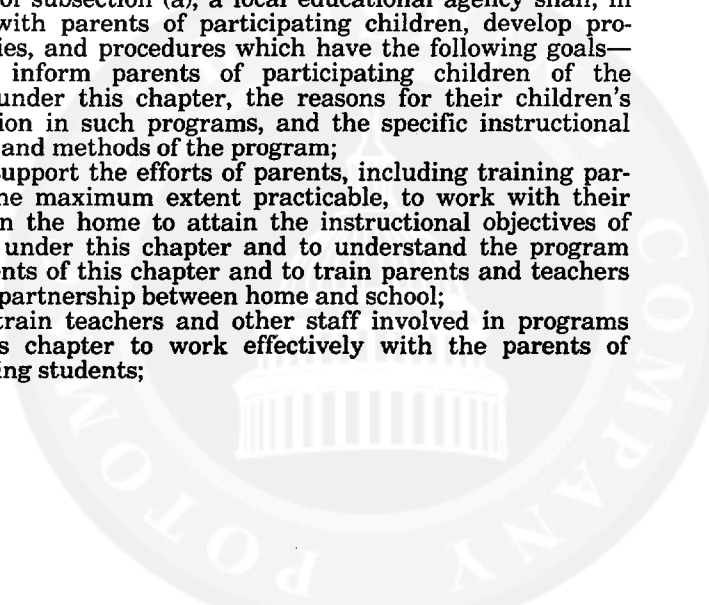 of subsection (a), a local educational agency shall, in
with parents of participating children, develop pro-
ies, and procedures which have the following goals—
inform parents of participating children of the
under this chapter, the reasons for their children's
ion in such programs, and the specific instructional
and methods of the program;
upport the efforts of parents, including training par-
he maximum extent practicable, to work with their
n the home to attain the instructional objectives of
under this chapter and to understand the program
nts of this chapter and to train parents and teachers
partnership between home and school;
rain teachers and other staff involved in programs
s chapter to work effectively with the parents of
ng students;
POTOM
COMPANY